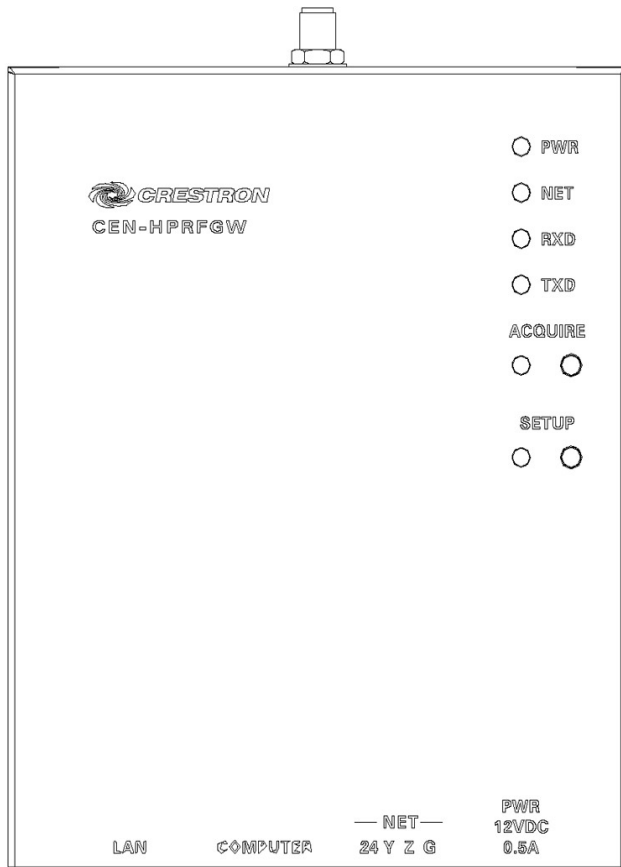 PWR
CRESTRON
NET
CEN-HPRFGW
RXD
TXD
ACQUIRE
SETUP
PWR
12VDC
NET
LAN COMPUTER 24 Y Z G 0.5A